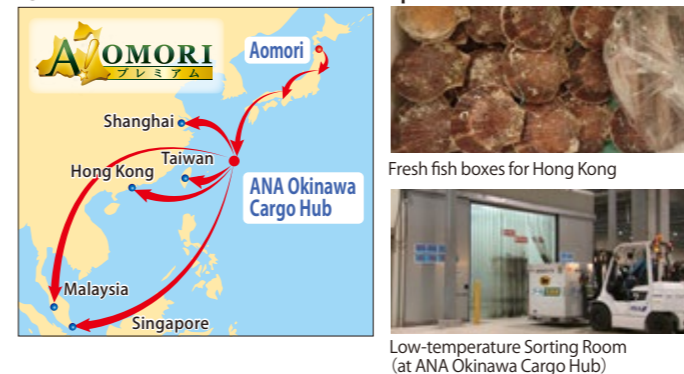 AOMORI
プレミアム
Aomori
Shanghai
Taiwan
Hong Kong
ANA Okinawa
Cargo Hub
Malaysia
Singapore
Fresh fish boxes for Hong Kong
Low-temperature Sorting Room
(at ANA Okinawa Cargo Hub)